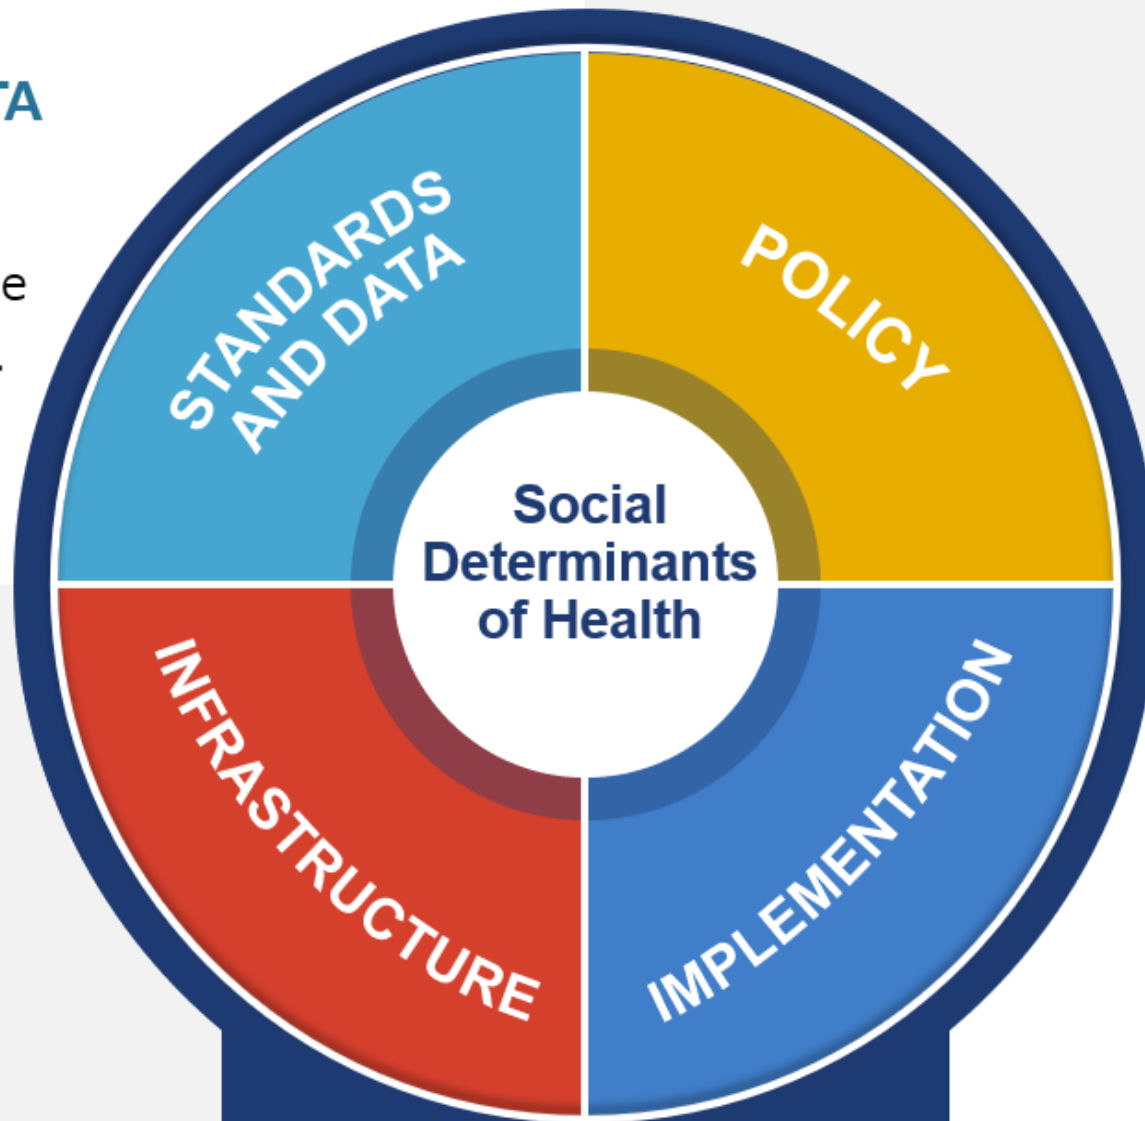 TA
e
STANDARDS
AND DATA
POLICY
Social
Determinants
of Health
INFRASTRUCTURE
IMPLEMENTATION